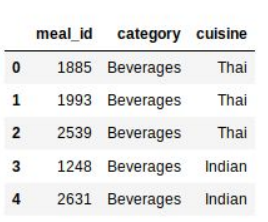 meal_id category cuisine
0 1885 Beverages Thai
1 1993 Beverages Thai
2 2539 Beverages Thai
3 1248 Beverages Indian
4 2631 Beverages Indian